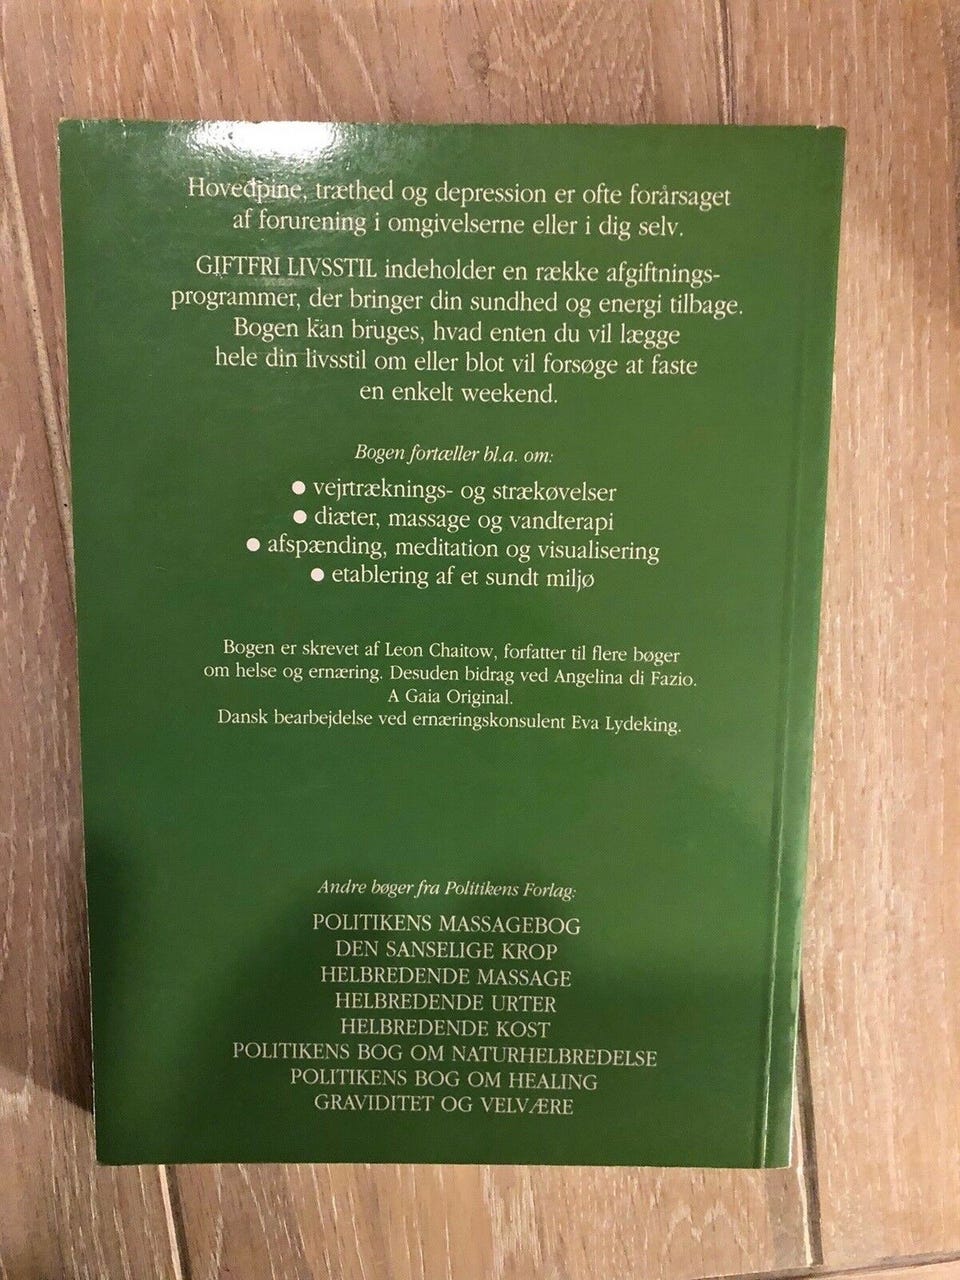 Hovedpine, træthed og depression er ofte forårsaget
af forurening i omgivelserne eller i dig selv.
GIFTFRI LIVSSTIL indeholder en række afgiftnings-
programmer, der bringer din sundhed og energi tilbage.
Bogen kan bruges, hvad enten du vil lægge
hele din livsstil om eller blot vil forsøge at faste
en enkelt weekend.
Bogen fortæller bl.a. om:
● vejrtræknings- og strækøvelser
● diæter, massage og vandterapi
● afspænding, meditation og visualisering
● etablering af et sundt miljø
Bogen er skrevet af Leon Chaitow, forfatter til flere bøger
om helse og ernæring. Desuden bidrag ved Angelina di Fazio.
A Gaia Original.
Dansk bearbejdelse ved ernæringskonsulent Eva Lydeking.
Andre bøger fra Politikens Forlag:
POLITIKENS MASSAGEBOG
DEN SANSELIGE KROP
HELBREDENDE MASSAGE
HELBREDENDE URTER
HELBREDENDE KOST
POLITIKENS BOG OM NATURHELBREDELSE
POLITIKENS BOG OM HEALING
GRAVIDITET OG VELVÆRE